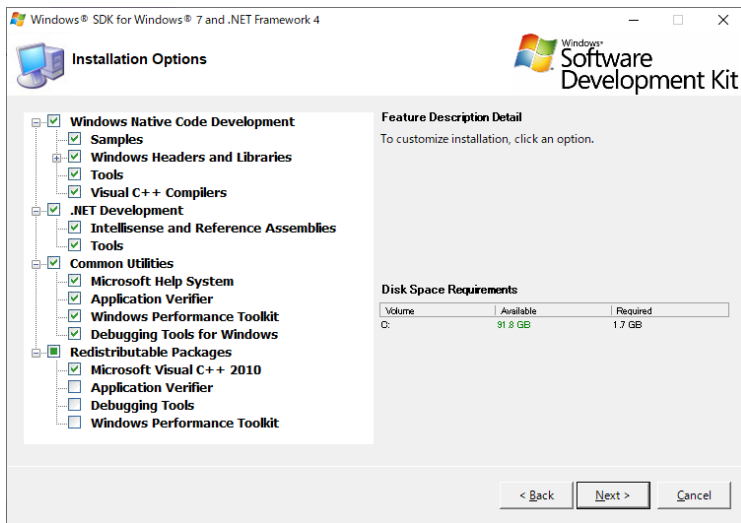 Windows® SDK for Windows® 7 and .NET Framework 4
Installation Options
Windows®
Software
Development Kit
Windows Native Code Development
Samples
Windows Headers and Libraries
Tools
Visual C++ Compilers
.NET Development
Intellisense and Reference Assemblies
Tools
Common Utilities
Microsoft Help System
Application Verifier
Windows Performance Toolkit
Debugging Tools for Windows
Redistributable Packages
Microsoft Visual C++ 2010
Application Verifier
Debugging Tools
Windows Performance Toolkit
Feature Description Detail
To customize installation, click an option.
Disk Space Requirements
Volume Available Required
C: 91.8 GB 1.7 GB
< Back Next > Cancel